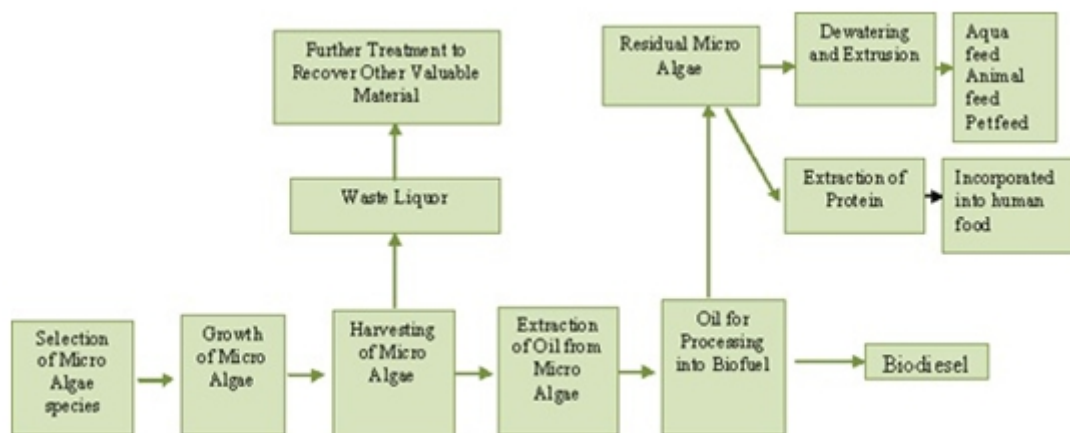 Further Treatment to
Recover Other Valuable
Material
Residual Micro
Algae
Dewatering
and Extrusion
Aqua
feed
Animal
feed
Petfeed
Waste Liquor
Extraction of
Protein
Incorporated
into human
food
Selection
of Micro
Algae
species
Growth
of Micro
Algae
Harvesting
of Micro
Algae
Extraction
of Oil from
Micro
Algae
Oil for
Processing
into Biofuel
Biodiesel